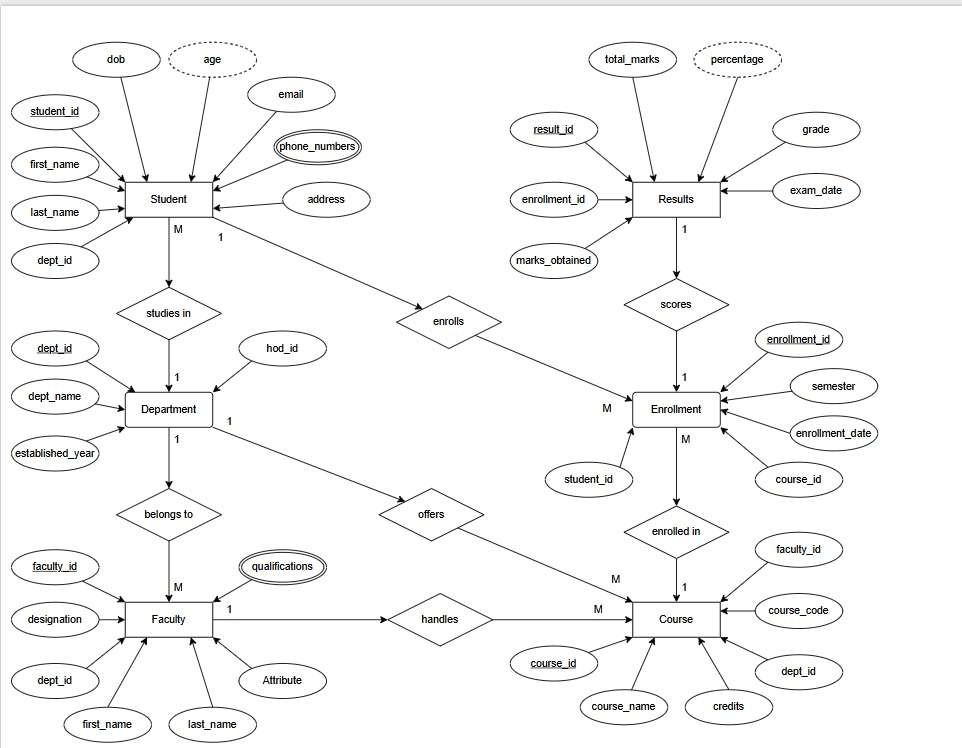 dob
age
total_marks
percentage
email
student_id
result_id
grade
phone_numbers
first_name
exam_date
Student
address
enrollment_id
Results
last_name
M
1
1
dept_id
marks_obtained
studies in
enrolls
scores
dept_id
hod_id
enrollment_id
1
1
semester
dept_name
Department
1
M
Enrollment
enrollment_date
1
M
established_year
student_id
course_id
belongs to
offers
enrolled in
faculty_id
faculty_id
qualifications
M
M
1
designation
Faculty
1
handles
M
Course
course_code
course_id
dept_id
dept_id
Attribute
course_name
credits
first_name
last_name